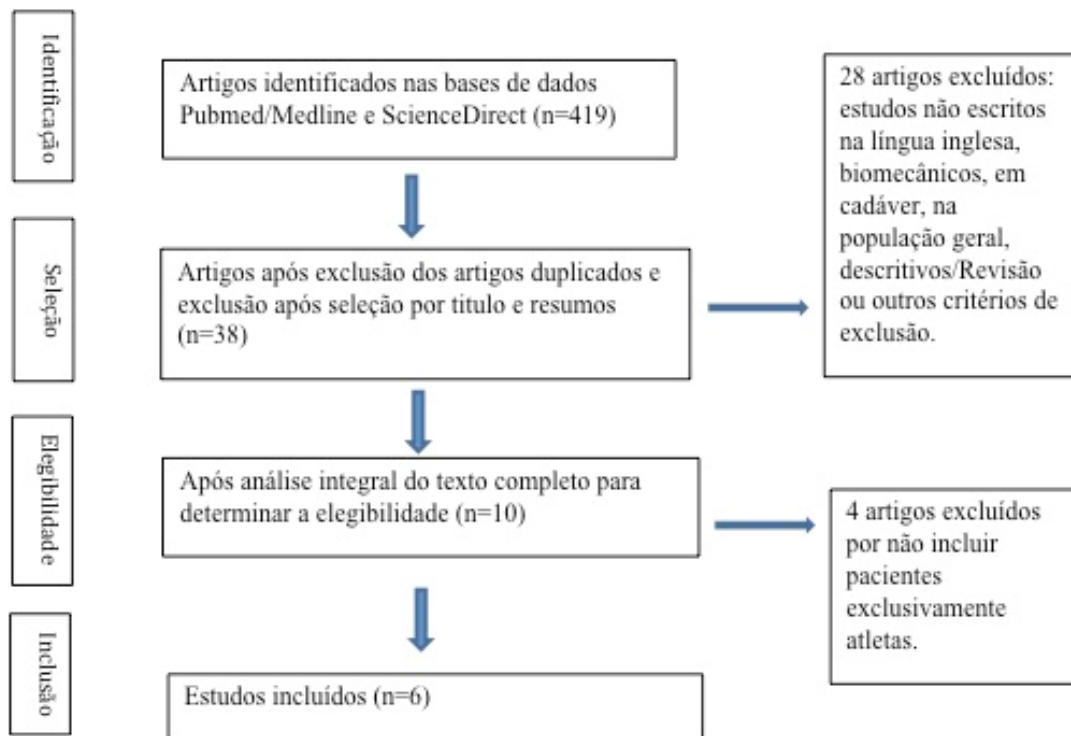 Identificação
Artigos identificados nas bases de dados
Pubmed/Medline e ScienceDirect (n=419)
28 artigos excluídos:
estudos não escritos
na língua inglesa,
biomecânicos, em
cadáver, na
população geral,
descritivos/Revisão
ou outros critérios de
exclusão.
Seleção
Artigos após exclusão dos artigos duplicados e
exclusão após seleção por titulo e resumos
(n=38)
Elegibilidade
Após análise integral do texto completo para
determinar a elegibilidade (n=10)
4 artigos excluídos
por não incluir
pacientes
exclusivamente
atletas.
Inclusão
Estudos incluídos (n=6)